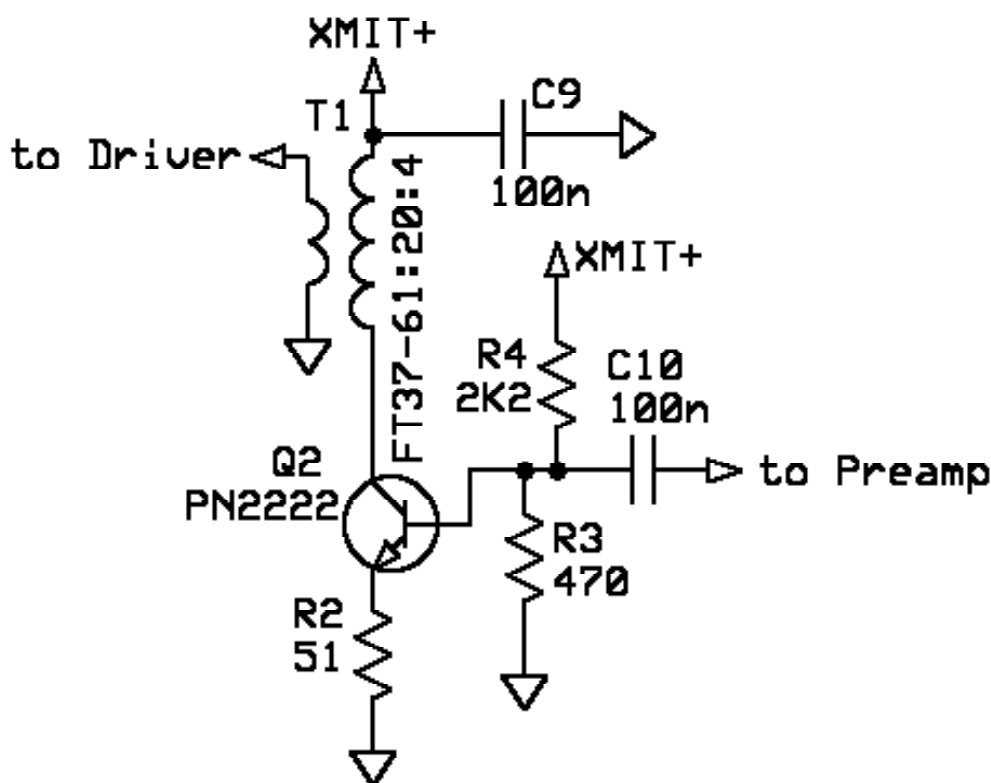 XMIT+
T1
C9
100n
to Driver
FT37-61:20:4
XMIT+
R4
2K2
C10
100n
to Preamp
Q2
PN2222
R3
470
R2
51